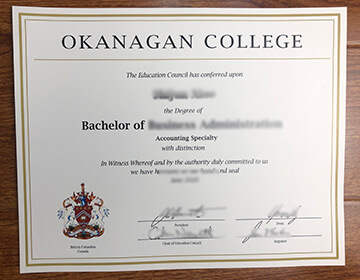 OKANAGAN COLLEGE
The Education Council has conferred upon
the Degree of
Bachelor of
Accounting Specialty
with distinction
In Witness Whereof and by the authority duly committed to us
we have and seal
British Columbia
Canada
President
Dean
Chair of Education Council
Registrar